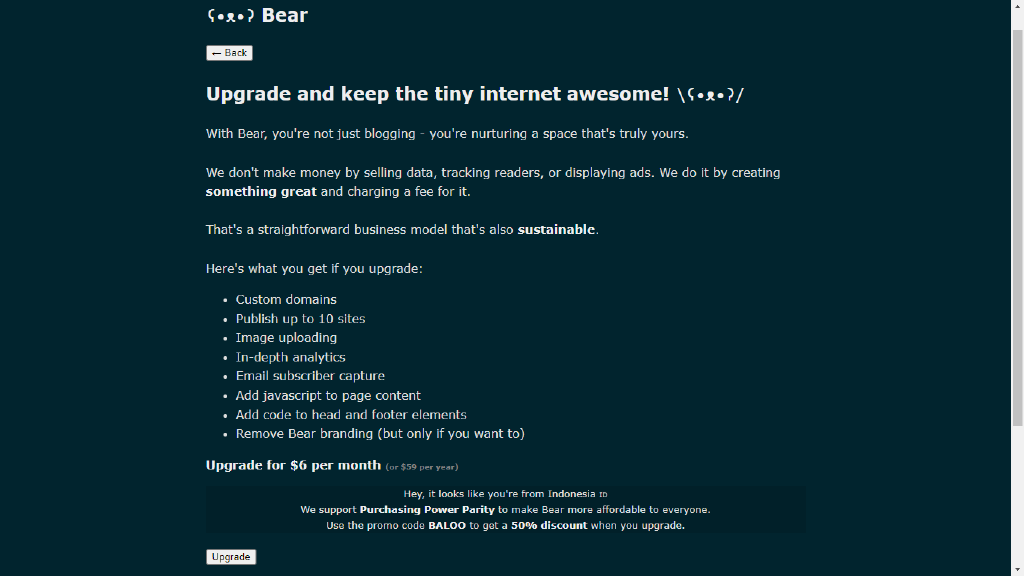 ʕ•ᴥ•ʔ Bear
← Back
Upgrade and keep the tiny internet awesome! \ʕ•ᴥ•ʔ/
With Bear, you're not just blogging - you're nurturing a space that's truly yours.
We don't make money by selling data, tracking readers, or displaying ads. We do it by creating
something great and charging a fee for it.
That's a straightforward business model that's also sustainable.
Here's what you get if you upgrade:
• Custom domains
• Publish up to 10 sites
• Image uploading
• In-depth analytics
• Email subscriber capture
• Add javascript to page content
• Add code to head and footer elements
• Remove Bear branding (but only if you want to)
Upgrade for $6 per month (or $59 per year)
Hey, it looks like you're from Indonesia ID
We support Purchasing Power Parity to make Bear more affordable to everyone.
Use the promo code BALOO to get a 50% discount when you upgrade.
Upgrade